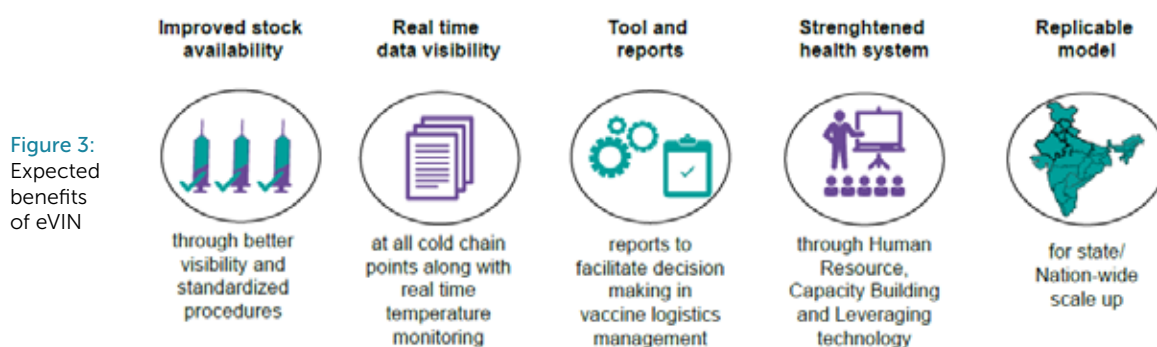 Figure 3:
Expected
benefits
of eVIN
Improved stock
availability
through better
visibility and
standardized
procedures
Real time
data visibility
at all cold chain
points along with
real time
temperature
monitoring
Tool and
reports
reports to
facilitate decision
making in
vaccine logistics
management
Strenghtened
health system
through Human
Resource,
Capacity Building
and Leveraging
technology
Replicable
model
for state/
Nation-wide
scale up